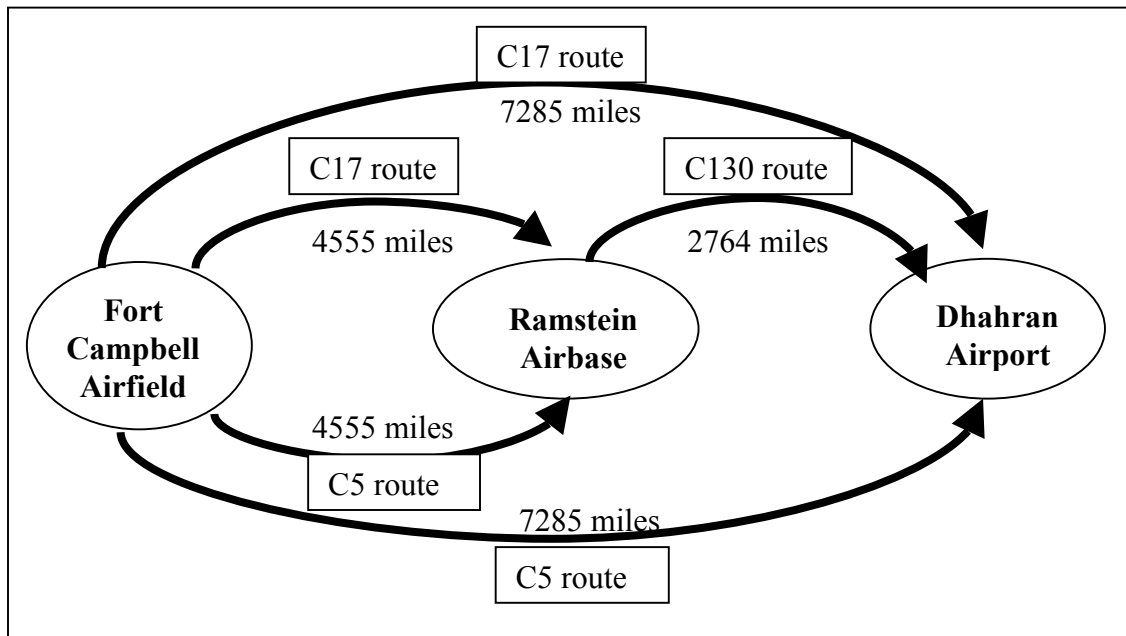 C17 route
7285 miles
C17 route
C130 route
4555 miles
2764 miles
Fort
Campbell
Airfield
Ramstein
Airbase
Dhahran
Airport
4555 miles
C5 route
7285 miles
C5 route